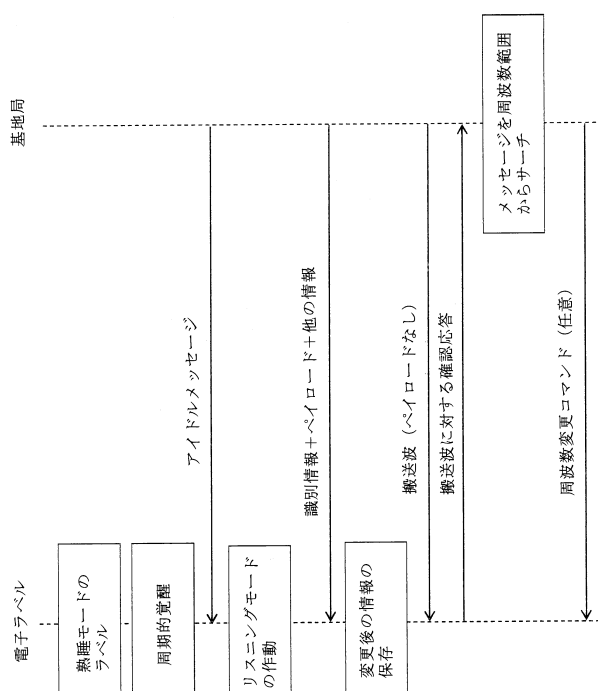 電子ラベル
基地局
熟睡モードの
ラベル
周期的覚醒
アイドルメッセージ
リスニングモード
の作動
識別情報＋ペイロード＋他の情報
変更後の情報の
保存
搬送波（ペイロードなし）
搬送波に対する確認応答
メッセージを周波数範囲
からサーチ
周波数変更コマンド（任意）